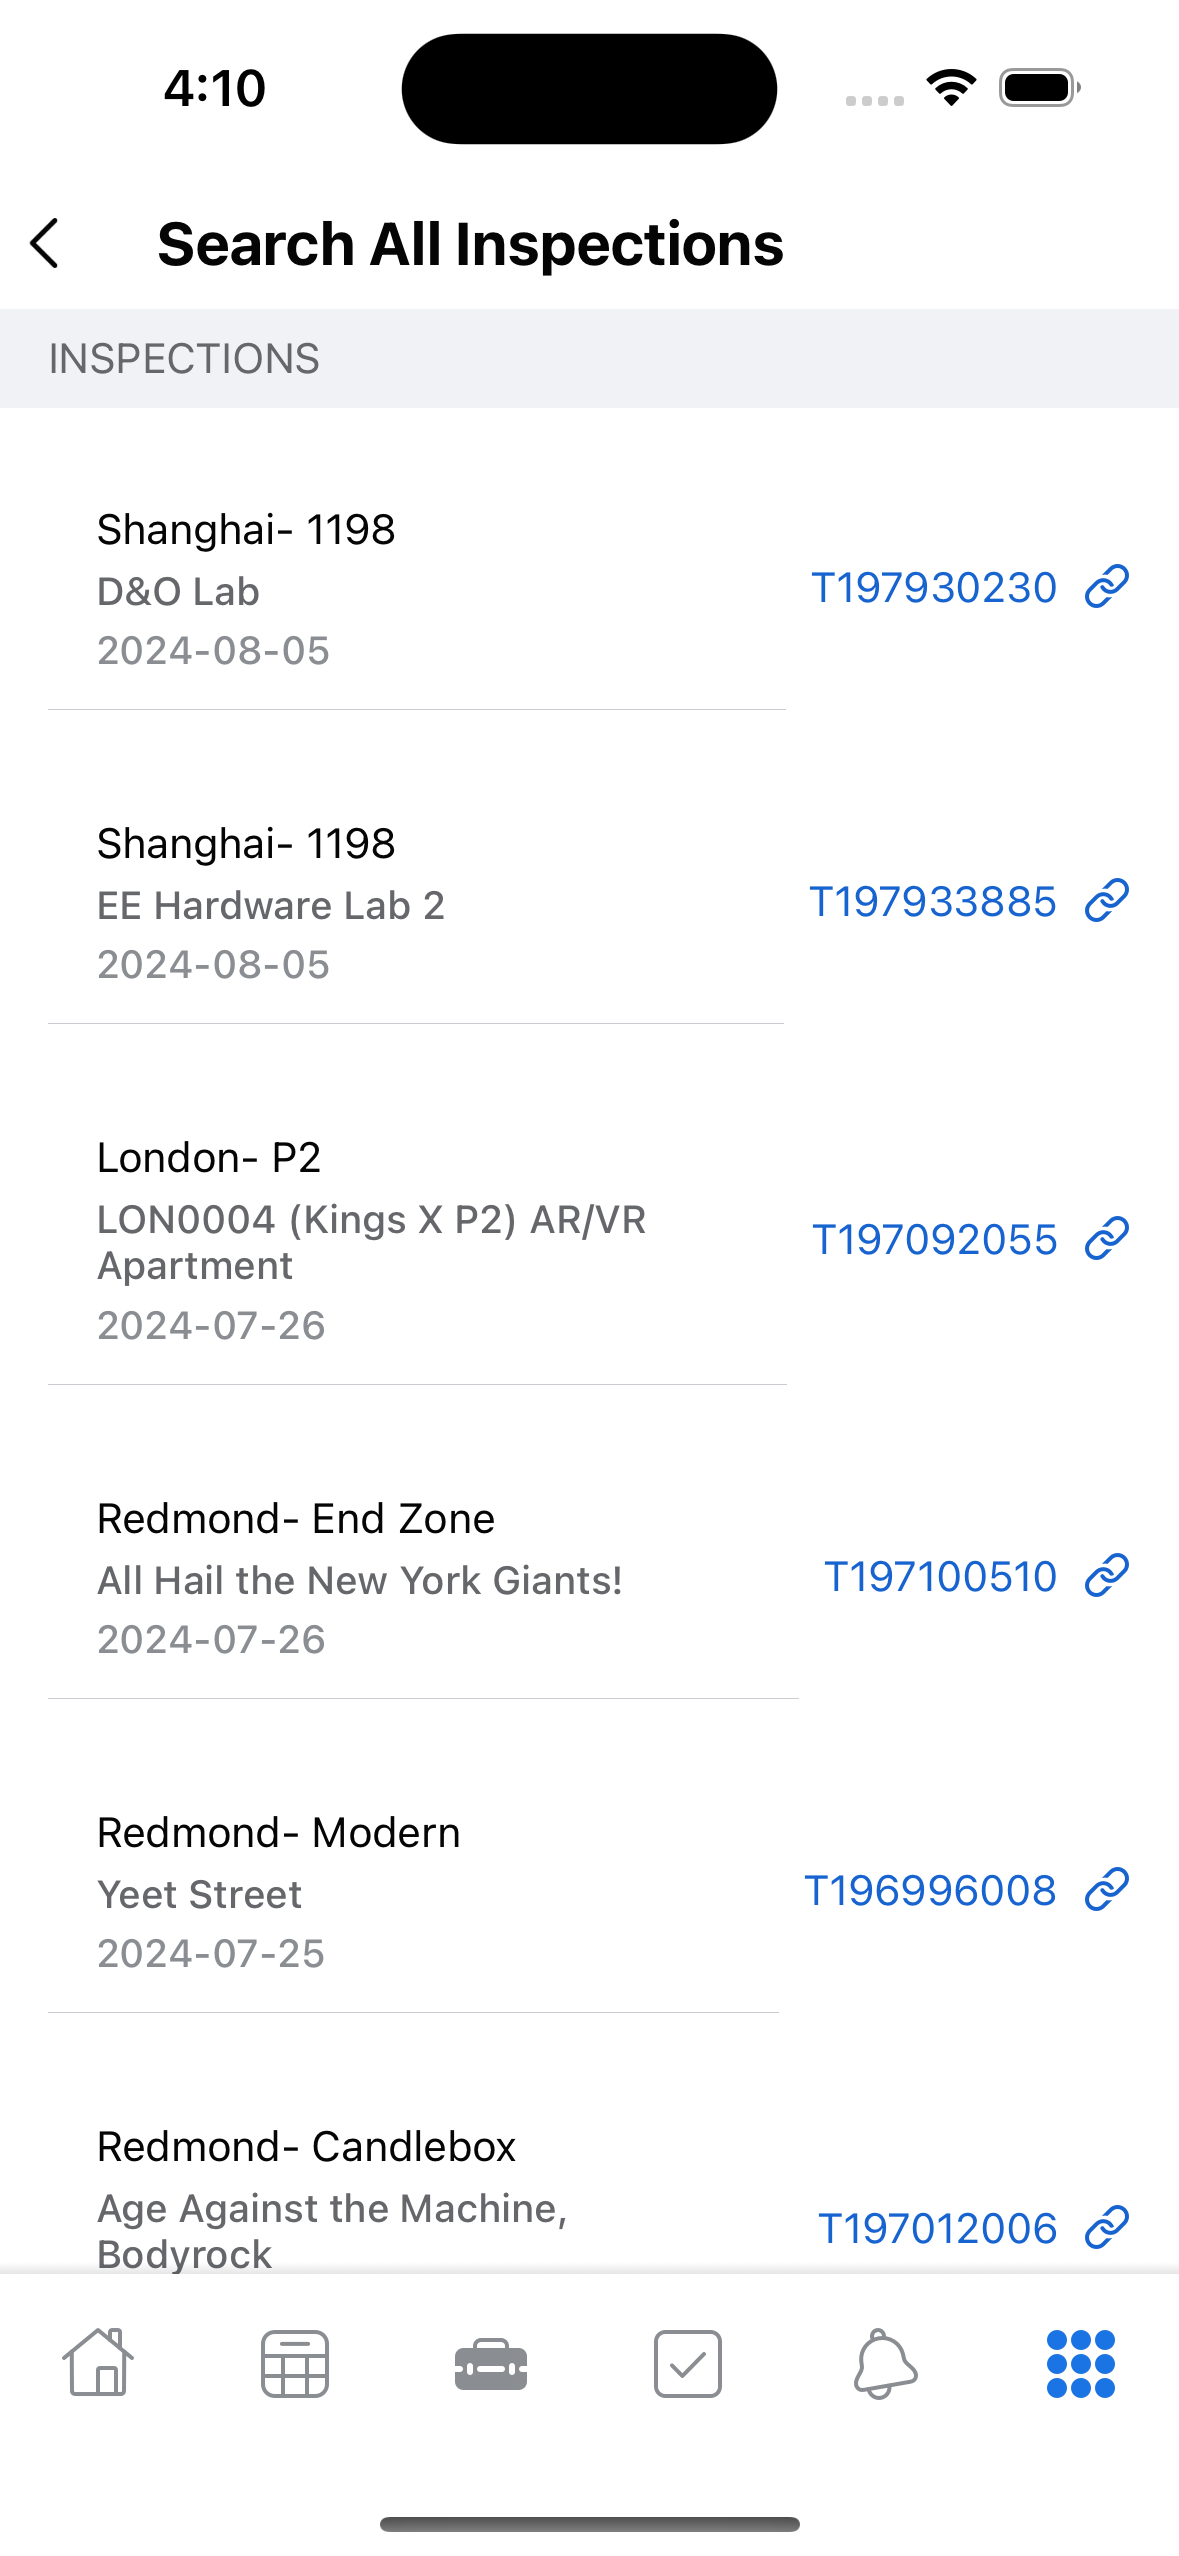 4:10
Search All Inspections
INSPECTIONS
Shanghai- 1198
D&O Lab
2024-08-05
T197930230
Shanghai- 1198
EE Hardware Lab 2
2024-08-05
T197933885
London- P2
LON0004 (Kings X P2) AR/VR
Apartment
2024-07-26
T197092055
Redmond- End Zone
All Hail the New York Giants!
2024-07-26
T197100510
Redmond- Modern
Yeet Street
2024-07-25
T196996008
Redmond- Candlebox
Age Against the Machine,
Bodyrock
T197012006